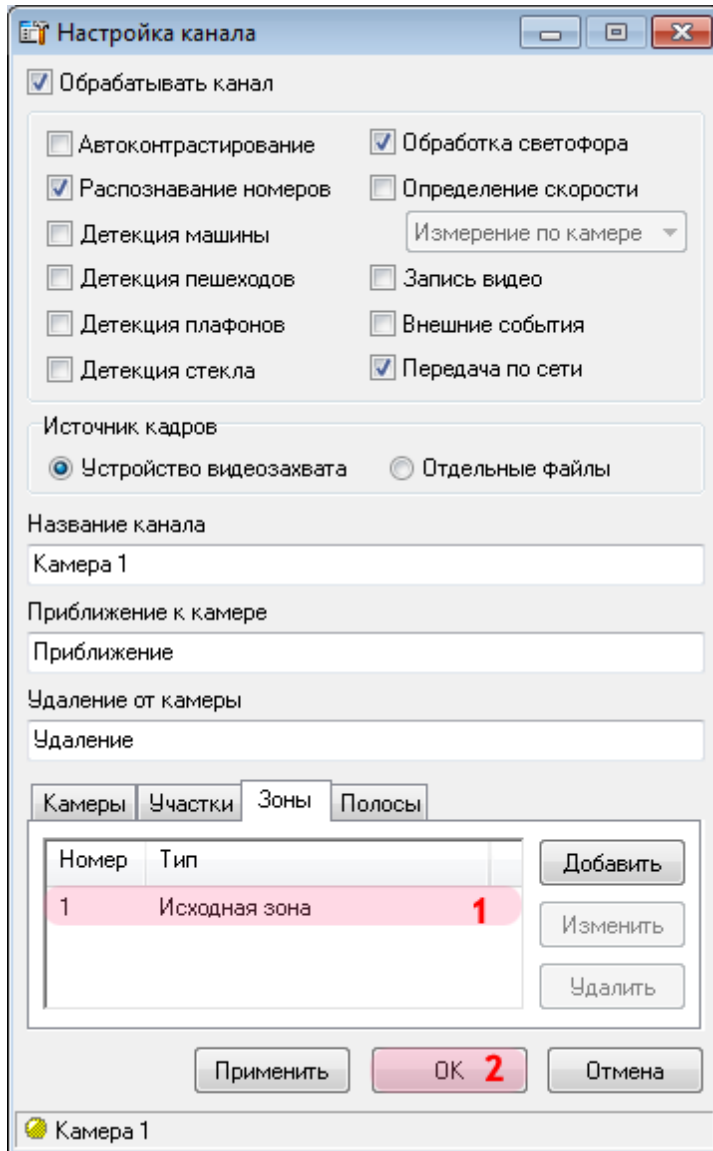 Настройка канала
Обрабатывать канал
Автоконтрастирование
Обработка светофора
Распознавание номеров
Определение скорости
Детекция машины
Измерение по камере
Детекция пешеходов
Запись видео
Детекция плафонов
Внешние события
Детекция стекла
Передача по сети
Источник кадров
Устройство видеозахвата
Отдельные файлы
Название канала
Камера 1
Приближение к камере
Приближение
Удаление от камеры
Удаление
Камеры Участки Зоны Полосы
Номер Тип
Добавить
1 Исходная зона 1
Изменить
Удалить
Применить OK 2 Отмена
Камера 1